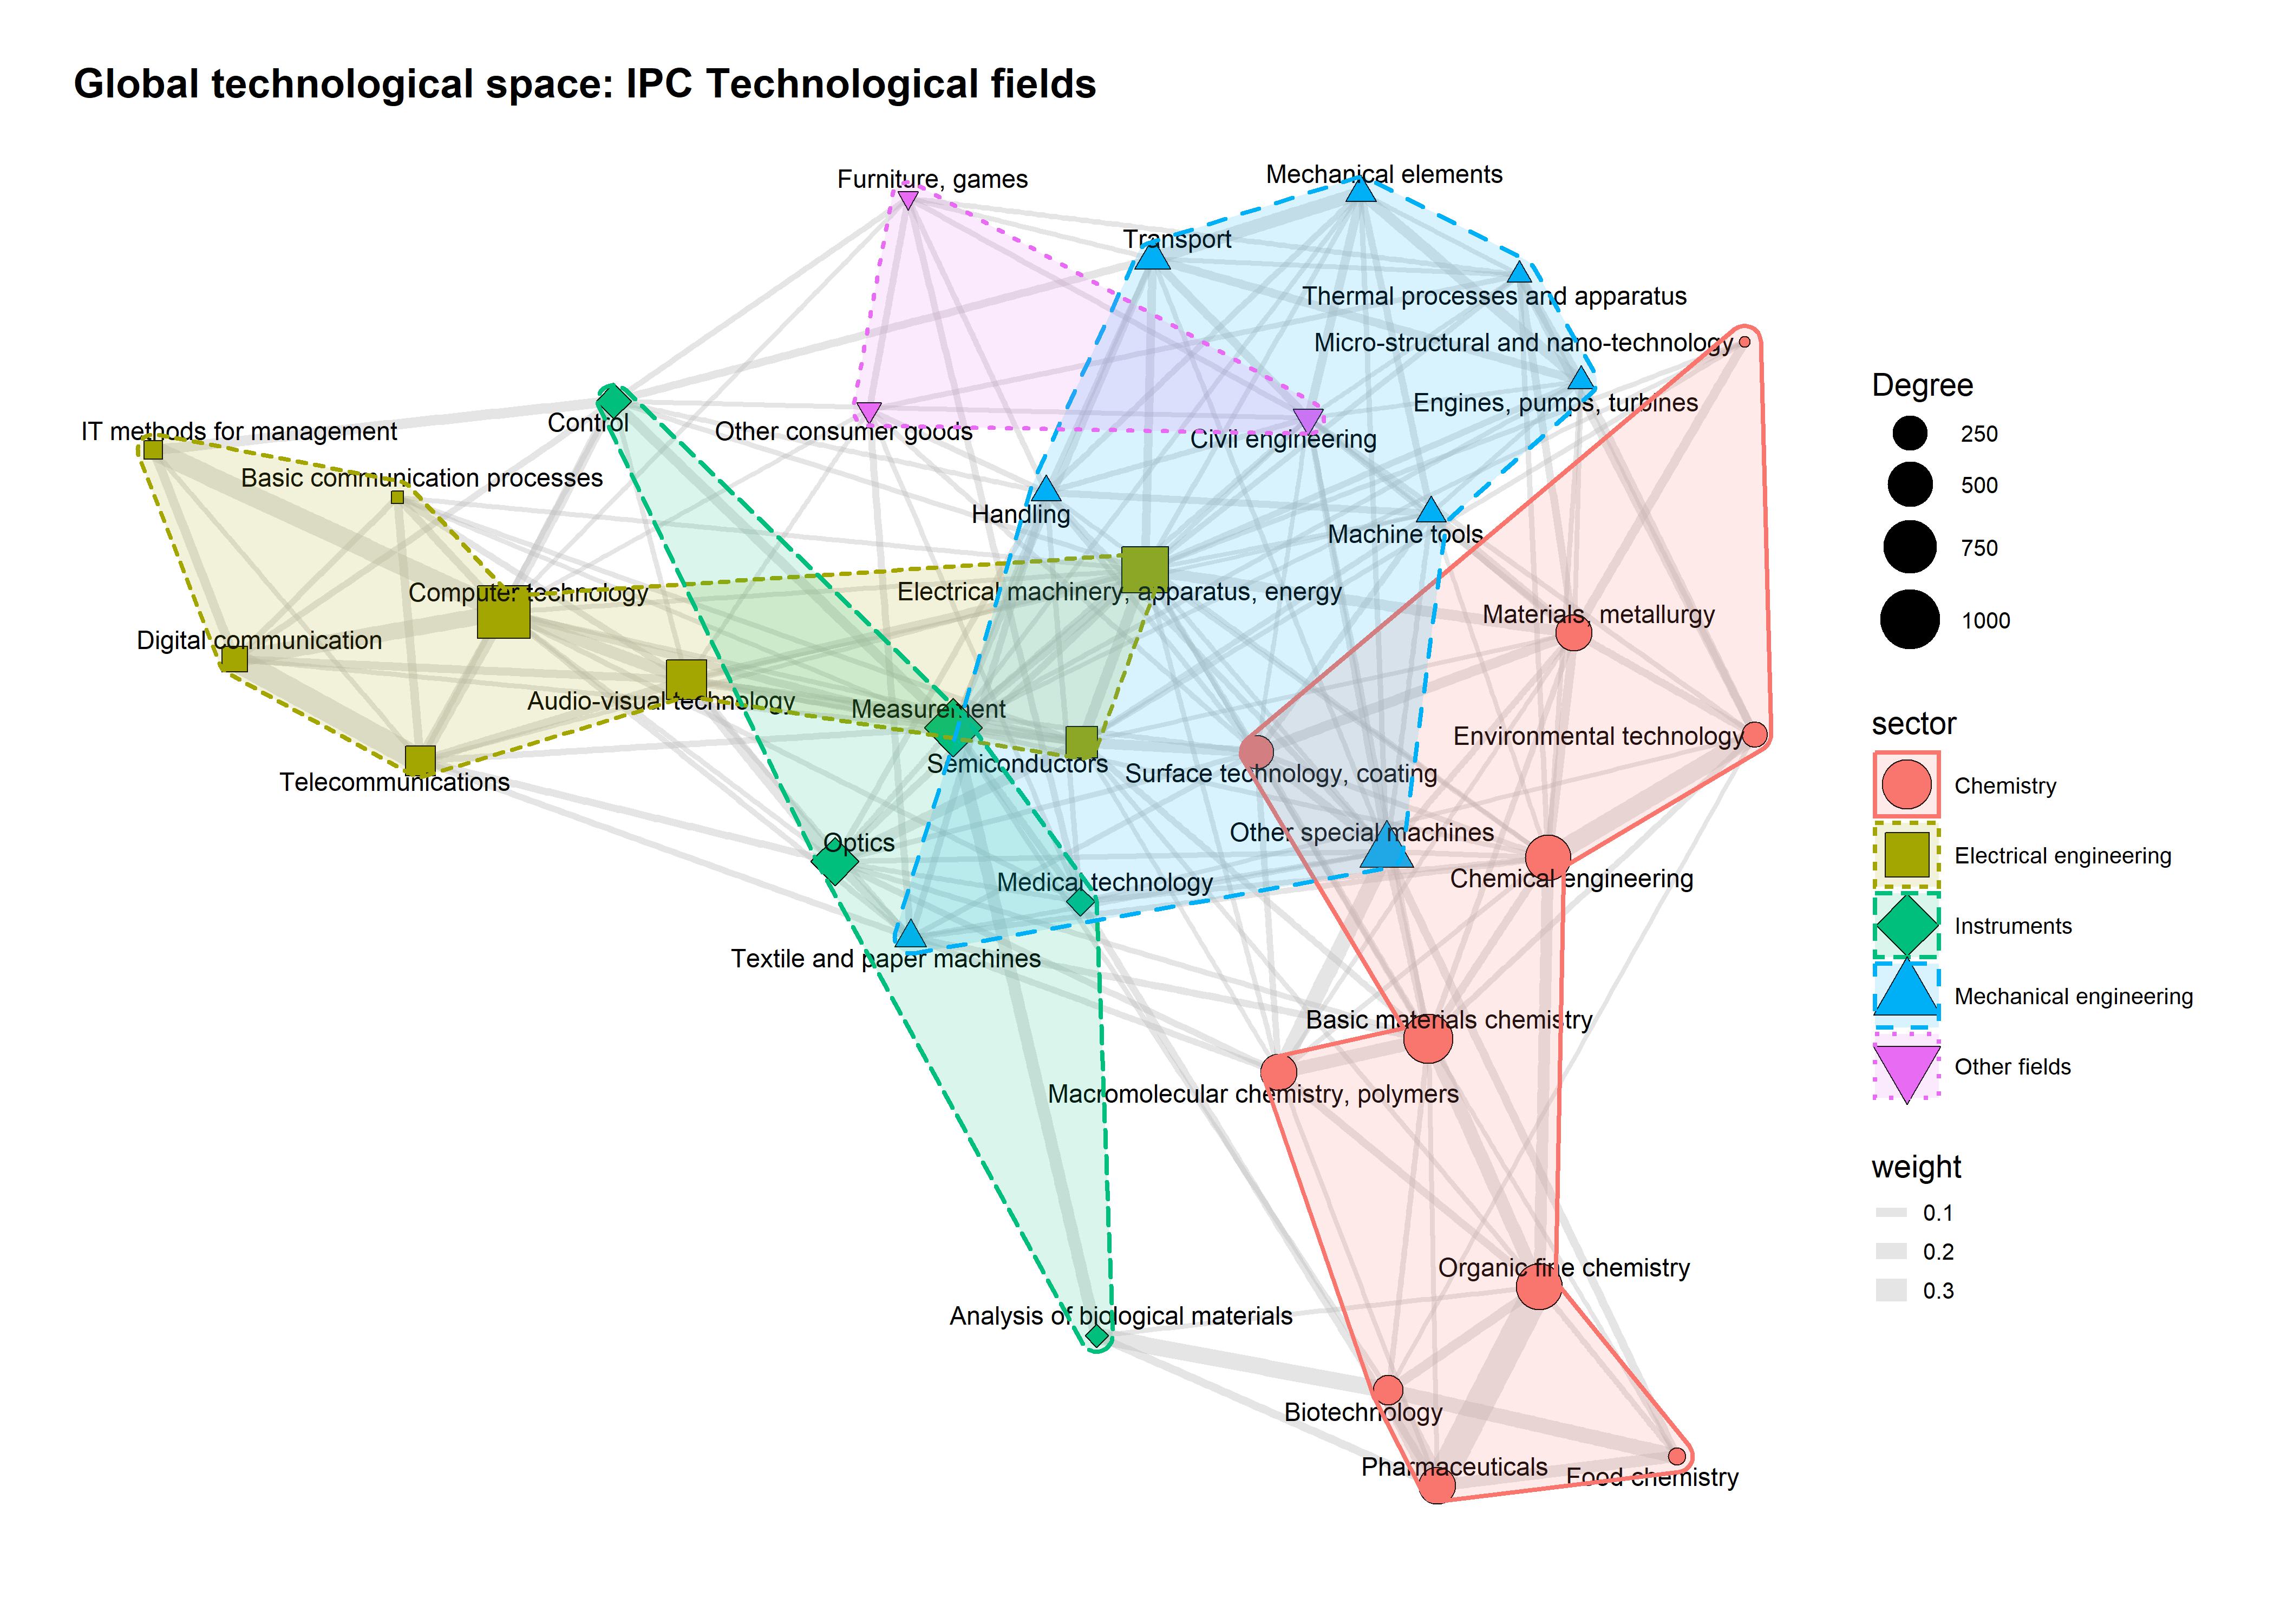 Global technological space: IPC Technological fields
Furniture, games
Mechanical elements
Transport
Thermal processes and apparatus
Micro-structural and nano-technology
Engines, pumps, turbines
Control
IT methods for management
Other consumer goods
Civil engineering
Basic communication processes
Handling
Machine tools
Computer technology
Electrical machinery, apparatus, energy
Materials, metallurgy
Digital communication
Audio-visual technology
Measurement
Environmental technology
Semiconductors
Surface technology, coating
Telecommunications
Optics
Other special machines
Medical technology
Chemical engineering
Textile and paper machines
Basic materials chemistry
Macromolecular chemistry, polymers
Organic fine chemistry
Analysis of biological materials
Biotechnology
Pharmaceuticals
Food chemistry
Degree
250
500
750
1000
sector
Chemistry
Electrical engineering
Instruments
Mechanical engineering
Other fields
weight
0.1
0.2
0.3